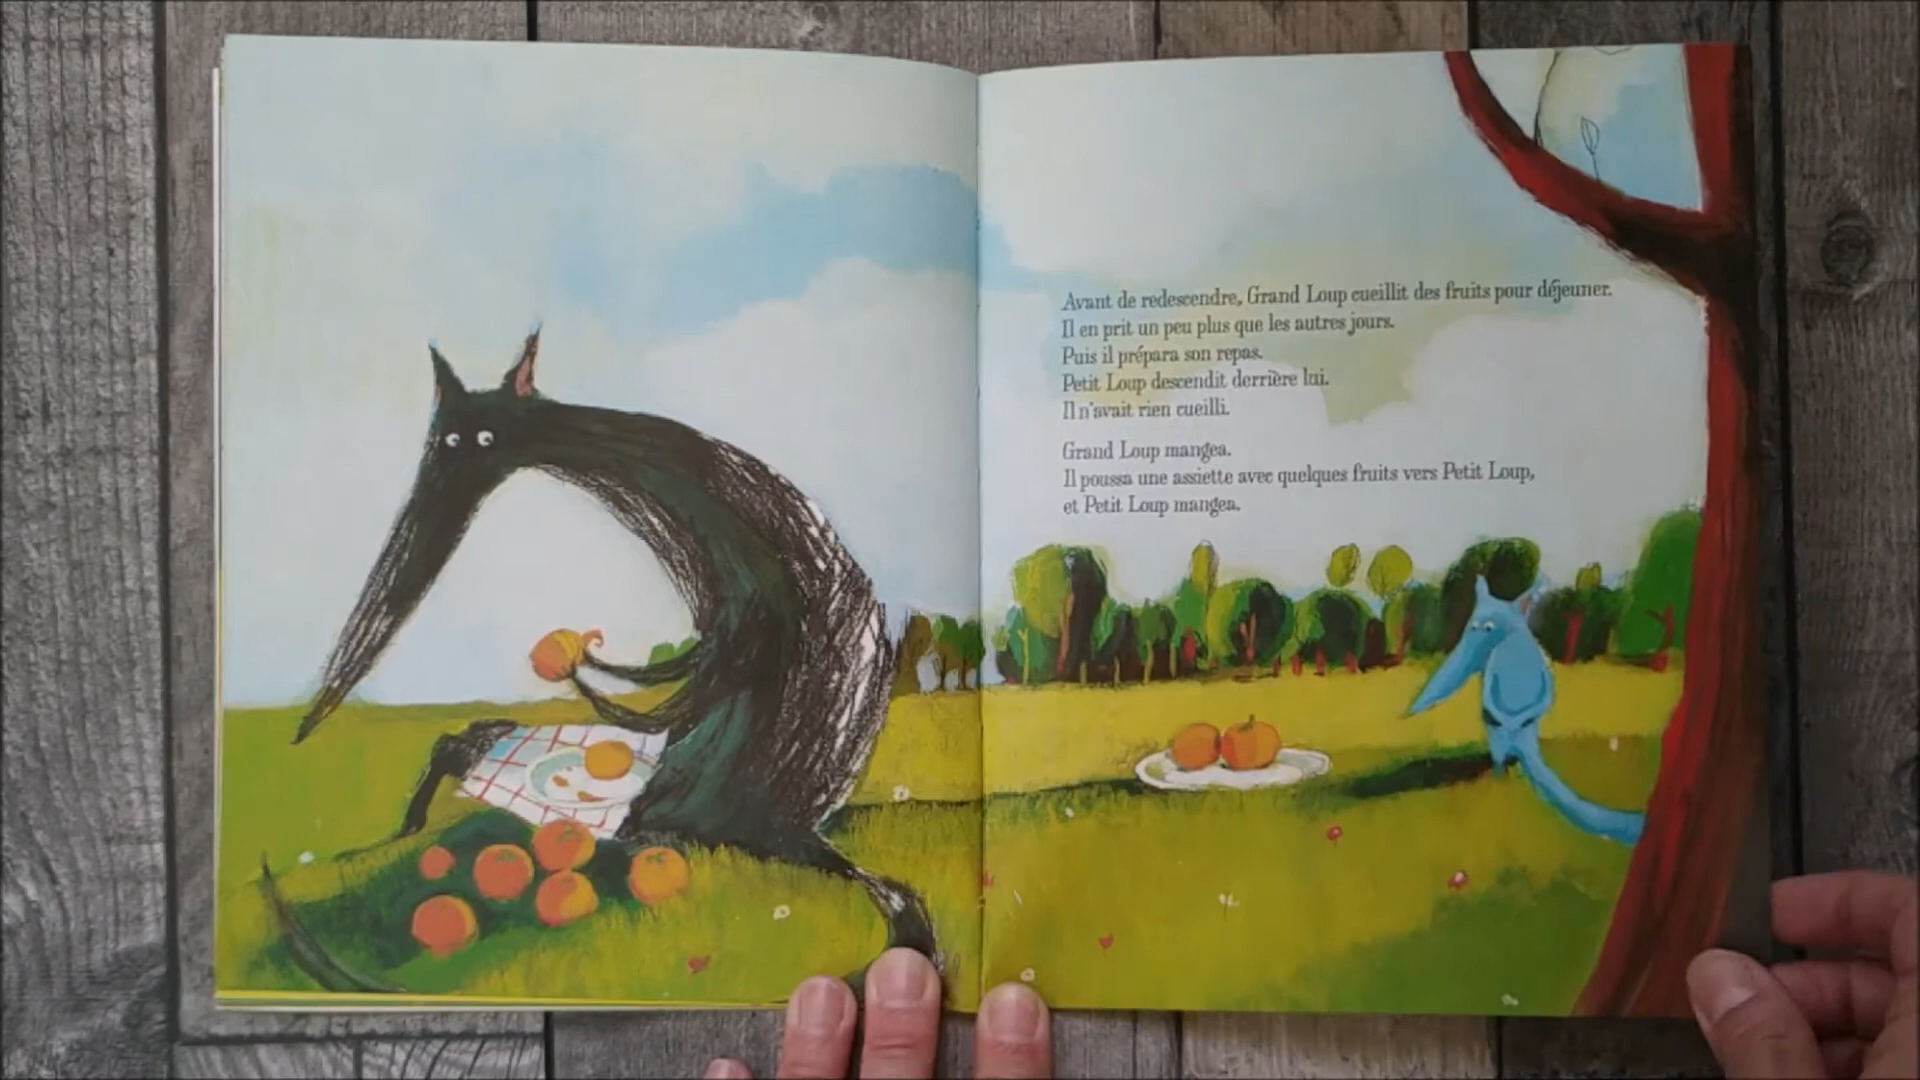 Avant de redescendre, Grand Loup cueillit des fruits pour déjeuner.
Il en prit un peu plus que les autres jours.
Puis il prépara son repas.
Petit Loup descendit derrière lui.
Il n'avait rien cueilli.
Grand Loup mangea.
Il poussa une assiette avec quelques fruits vers Petit Loup,
et Petit Loup mangea.